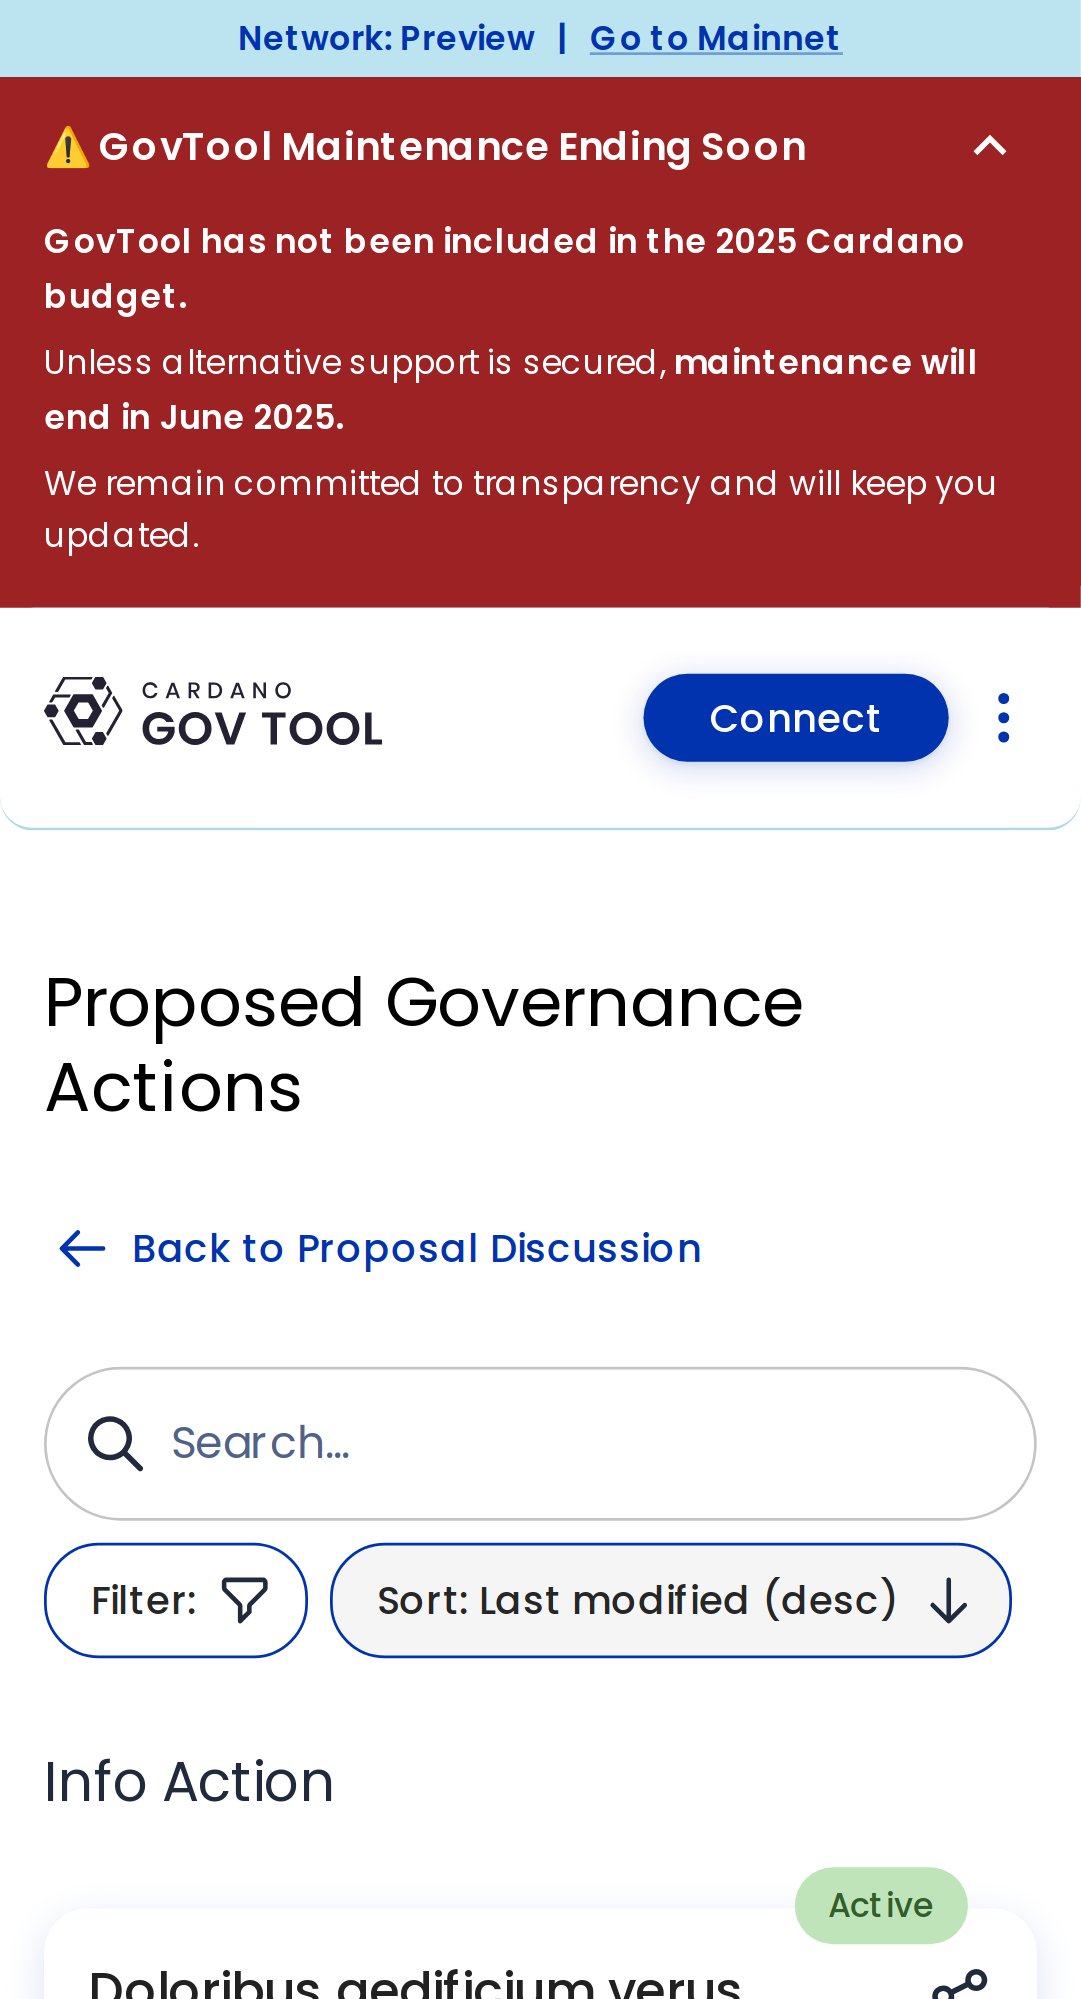 Network: Preview | Go to Mainnet
⚠️ GovTool Maintenance Ending Soon
GovTool has not been included in the 2025 Cardano
budget.
Unless alternative support is secured, maintenance will
end in June 2025.
We remain committed to transparency and will keep you
updated.
CARDANO
GOV TOOL
Connect
Proposed Governance
Actions
Back to Proposal Discussion
Search...
Filter:
Sort: Last modified (desc)
Info Action
Active
Doloribus aedificium verus